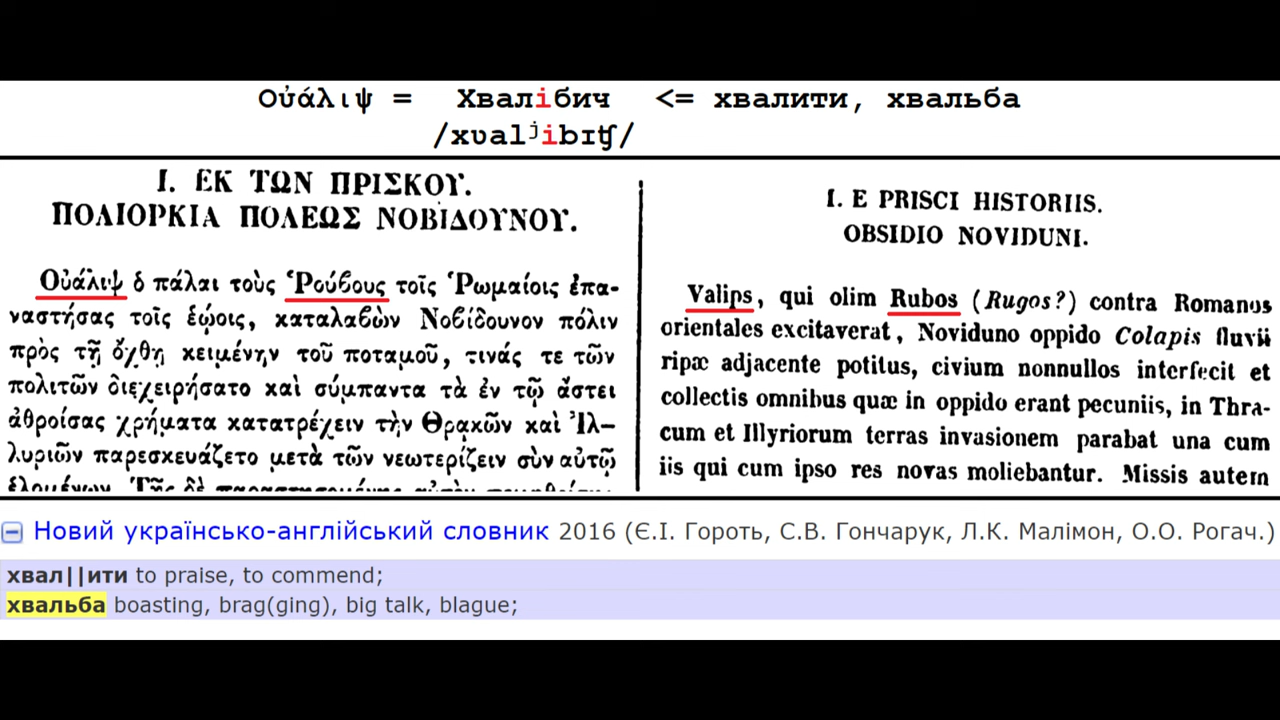 Οὐάλιψ = Хвалібич <= хвалити, хвальба
/xʋalʲibɪʧ/
I. ΕΚ ΤΩΝ ΠΡΙΣΚΟΥ.
ΠΟΛΙΟΡΚΙΑ ΠΟΛΕΩΣ ΝΟΒΙΔΟΥΝΟΥ.
Οὐάλιψ ὁ πάλαι τοὺς Ῥούβους τοῖς Ῥωμαίοις ἐπα-
ναστήσας τοῖς ἑῴοις, καταλαβὼν Νοβίδουνον πόλιν
πρὸς τῇ ὄχθῃ κειμένην τοῦ ποταμοῦ, τινάς τε τῶν
πολιτῶν διεχειρήσατο καὶ σύμπαντα τὰ ἐν τῷ ἄστει
ἀθροίσας χρήματα κατατρέχειν τὴν Θρᾳκῶν καὶ Ἰλ-
λυριῶν παρεσκευάζετο μετὰ τῶν νεωτερίζειν σὺν αὐτῷ
ἑλομένων. Τῆς δὲ
I. E PRISCI HISTORIIS.
OBSIDIO NOVIDUNI.
Valips, qui olim Rubos (Rugos?) contra Romanos
orientales excitaverat, Noviduno oppido Colapis fluvii
ripæ adjacente potitus, civium nonnullos interfecit et
collectis omnibus quæ in oppido erant pecuniis, in Thra-
cum et Illyriorum terras invasionem parabat una cum
iis qui cum ipso res novas moliebantur. Missis autem
Новий українсько-англійський словник 2016 (Є.І. Гороть, С.В. Гончарук, Л.К. Малімон, О.О. Рогач.)
хвал||ити to praise, to commend;
хвальба boasting, brag(ging), big talk, blague;